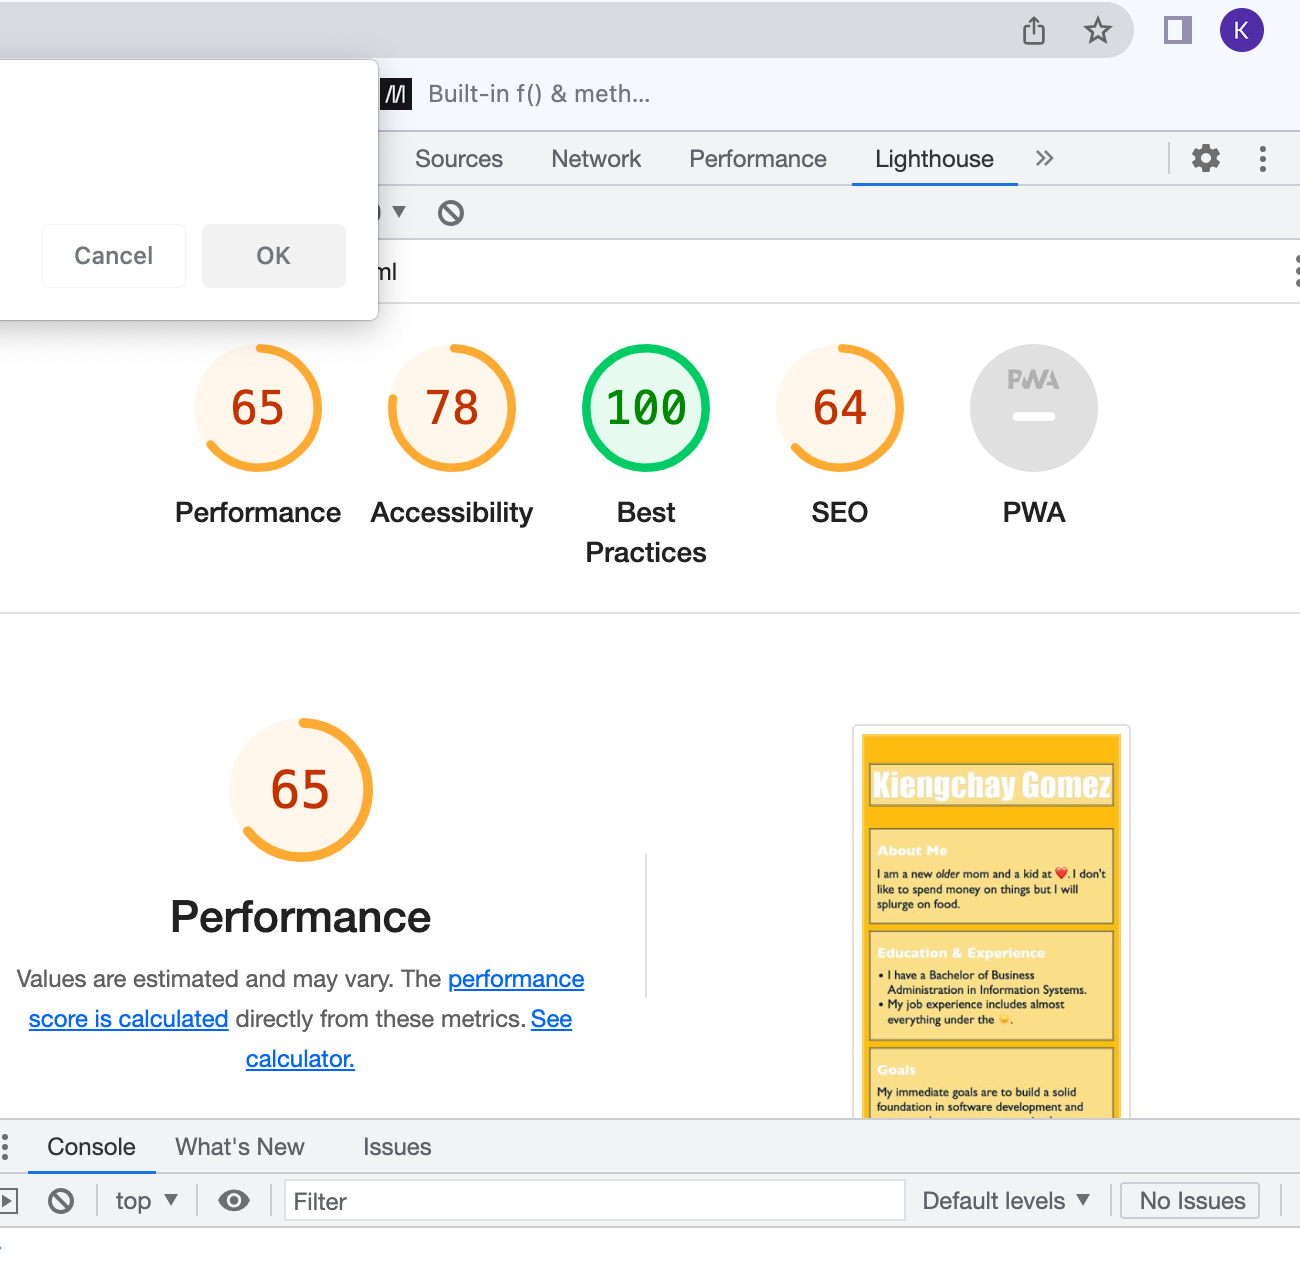 K
Built-in f() & meth...
Sources Network Performance Lighthouse
Cancel OK
ml
65 78 100 64 PWA
Performance Accessibility Best Practices SEO PWA
65
Performance
Values are estimated and may vary. The performance
score is calculated directly from these metrics. See
calculator.
Kiengchay Gomez
About Me
I am a new older mom and a kid at ❤️. I don't
like to spend money on things but I will
splurge on food.
Education & Experience
• I have a Bachelor of Business
Administration in Information Systems.
• My job experience includes almost
everything under the 🌞.
Goals
My immediate goals are to build a solid
foundation in software development and
Console What's New Issues
top Filter Default levels No Issues